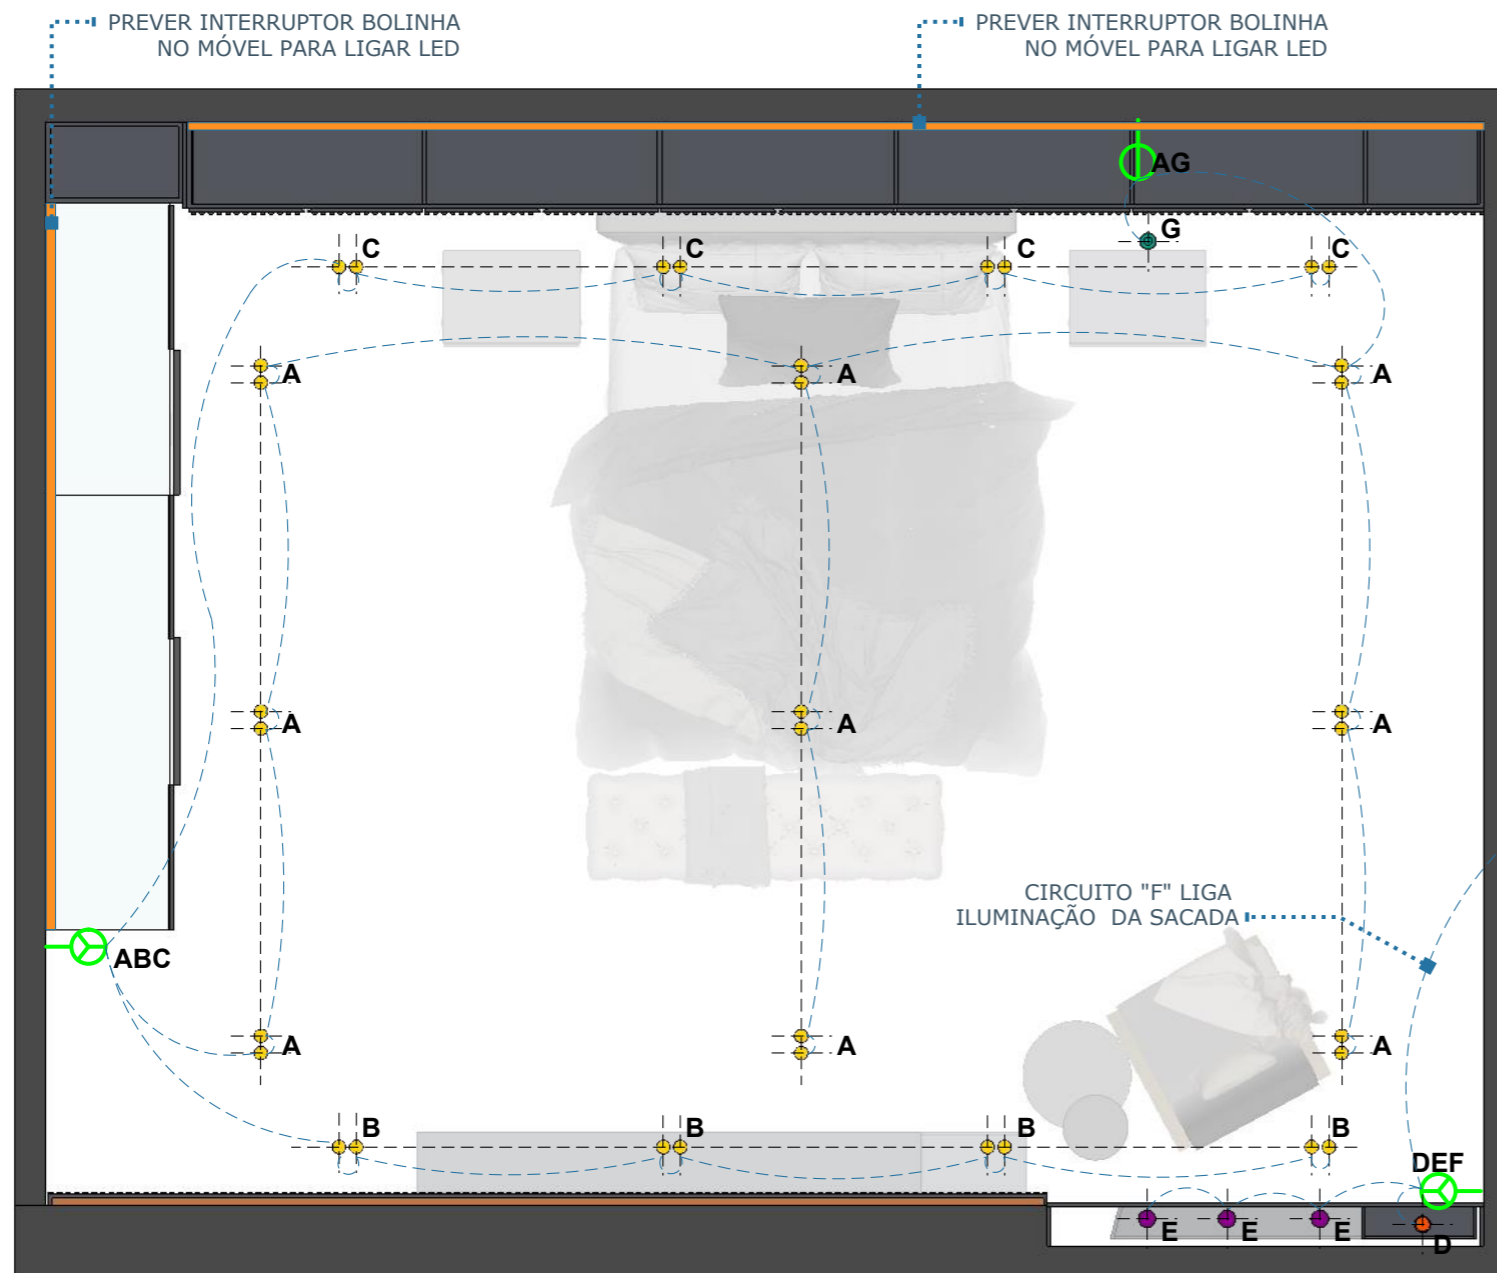 PREVER INTERRUPTOR BOLINHA
NO MÓVEL PARA LIGAR LED
PREVER INTERRUPTOR BOLINHA
NO MÓVEL PARA LIGAR LED
AG
G
C
C
C
C
A
A
A
A
A
A
CIRCUITO "F" LIGA
ILUMINAÇÃO DA SACADA
ABC
A
A
A
B
B
B
B
DEF
E
E
E
D